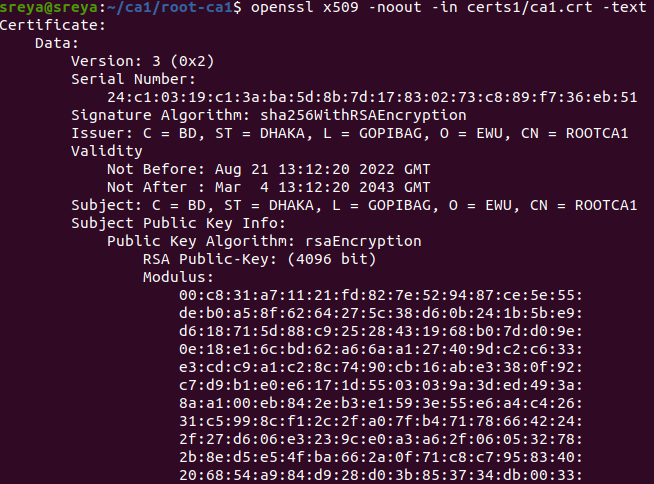 sreya@sreya:~/ca1/root-ca1$ openssl x509 -noout -in certs1/ca1.crt -text
Certificate:
Data:
Version: 3 (0x2)
Serial Number:
24:c1:03:19:c1:3a:ba:5d:8b:7d:17:83:02:73:c8:89:f7:36:eb:51
Signature Algorithm: sha256WithRSAEncryption
Issuer: C = BD, ST = DHAKA, L = GOPIBAG, O = EWU, CN = ROOTCA1
Validity
Not Before: Aug 21 13:12:20 2022 GMT
Not After : Mar  4 13:12:20 2043 GMT
Subject: C = BD, ST = DHAKA, L = GOPIBAG, O = EWU, CN = ROOTCA1
Subject Public Key Info:
Public Key Algorithm: rsaEncryption
RSA Public-Key: (4096 bit)
Modulus:
00:c8:31:a7:11:21:fd:82:7e:52:94:87:ce:5e:55:
de:b0:a5:8f:62:64:27:5c:38:d6:0b:24:1b:5b:e9:
d6:18:71:5d:88:c9:25:28:43:19:68:b0:7d:d0:9e:
0e:18:e1:6c:bd:62:a6:6a:a1:27:40:9d:c2:c6:33:
e3:cd:c9:a1:c2:8c:74:90:cb:16:ab:e3:38:0f:92:
c7:d9:b1:e0:e6:17:1d:55:03:03:9a:3d:ed:49:3a:
8a:a1:00:eb:84:2e:b3:e1:59:3e:55:e6:a4:c4:26:
31:c5:99:8c:f1:2c:2f:a0:7f:b4:71:78:66:42:24:
2f:27:d6:06:e3:23:9c:e0:a3:a6:2f:06:05:32:78:
2b:8e:d5:e5:4f:ba:66:2a:0f:71:c8:c7:95:83:40:
20:68:54:a9:84:d9:28:d0:3b:85:37:34:db:00:33: